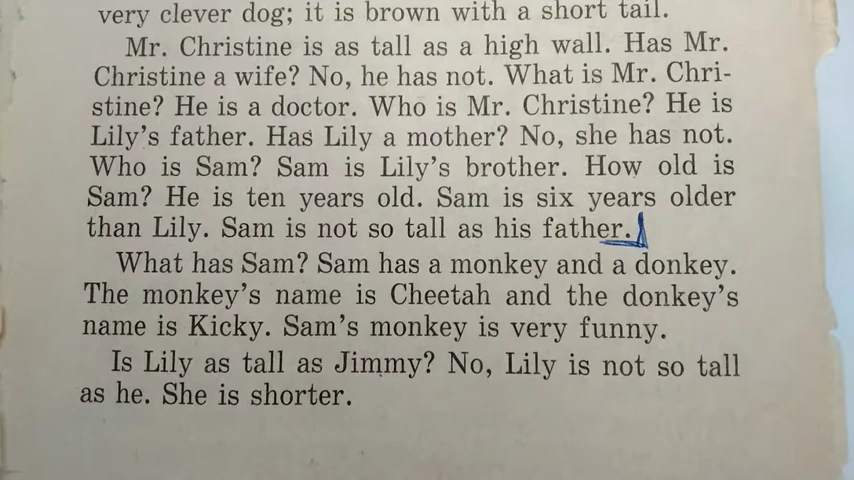 very clever dog; it is brown with a short tail.
Mr. Christine is as tall as a high wall. Has Mr.
Christine a wife? No, he has not. What is Mr. Chri-
stine? He is a doctor. Who is Mr. Christine? He is
Lily's father. Has Lily a mother? No, she has not.
Who is Sam? Sam is Lily's brother. How old is
Sam? He is ten years old. Sam is six years older
than Lily. Sam is not so tall as his father.
What has Sam? Sam has a monkey and a donkey.
The monkey's name is Cheetah and the donkey's
name is Kicky. Sam's monkey is very funny.
Is Lily as tall as Jimmy? No, Lily is not so tall
as he. She is shorter.